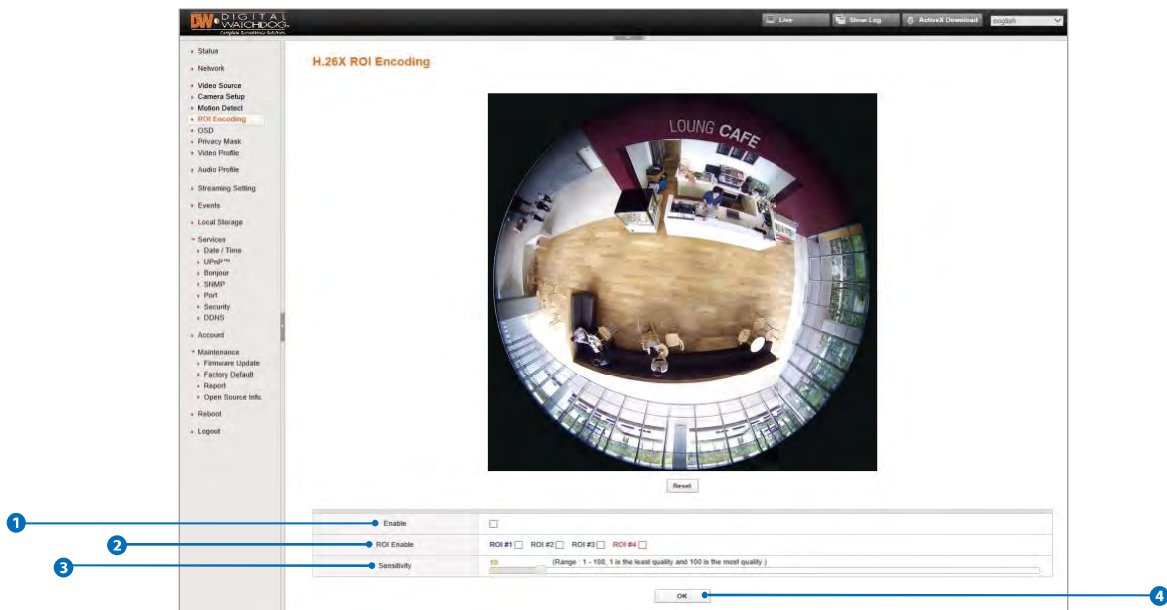 DW DIGITAL
WATCHDOG
Complete Surveillance Solutions
Live
Show Log
ActiveX Download
english
Status
Network
Video Source
Camera Setup
Motion Detect
ROI Encoding
OSD
Privacy Mask
Video Profile
Audio Profile
Streaming Setting
Events
Local Storage
Services
Date / Time
UPnP™
Bonjour
SNMP
Port
Security
DDNS
Account
Maintenance
Firmware Update
Factory Default
Report
Open Source Info.
Reboot
Logout
H.26X ROI Encoding
LOUNG CAFE
Reset
1 Enable
2 ROI Enable ROI #1 ROI #2 ROI #3 ROI #4
3 Sensitivity 10 (Range : 1 - 100, 1 is the least quality and 100 is the most quality.)
OK 4